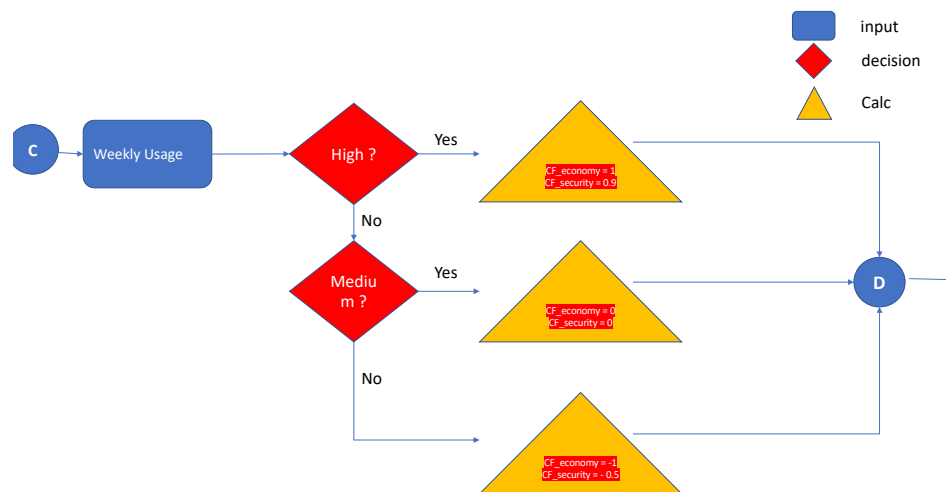 input
decision
Calc
C
Weekly Usage
High ?
Yes
CF_economy = 1
CF_security = 0.9
No
Mediu
m ?
Yes
CF_economy = 0
CF_security = 0
D
No
CF_economy = -1
CF_security = - 0.5